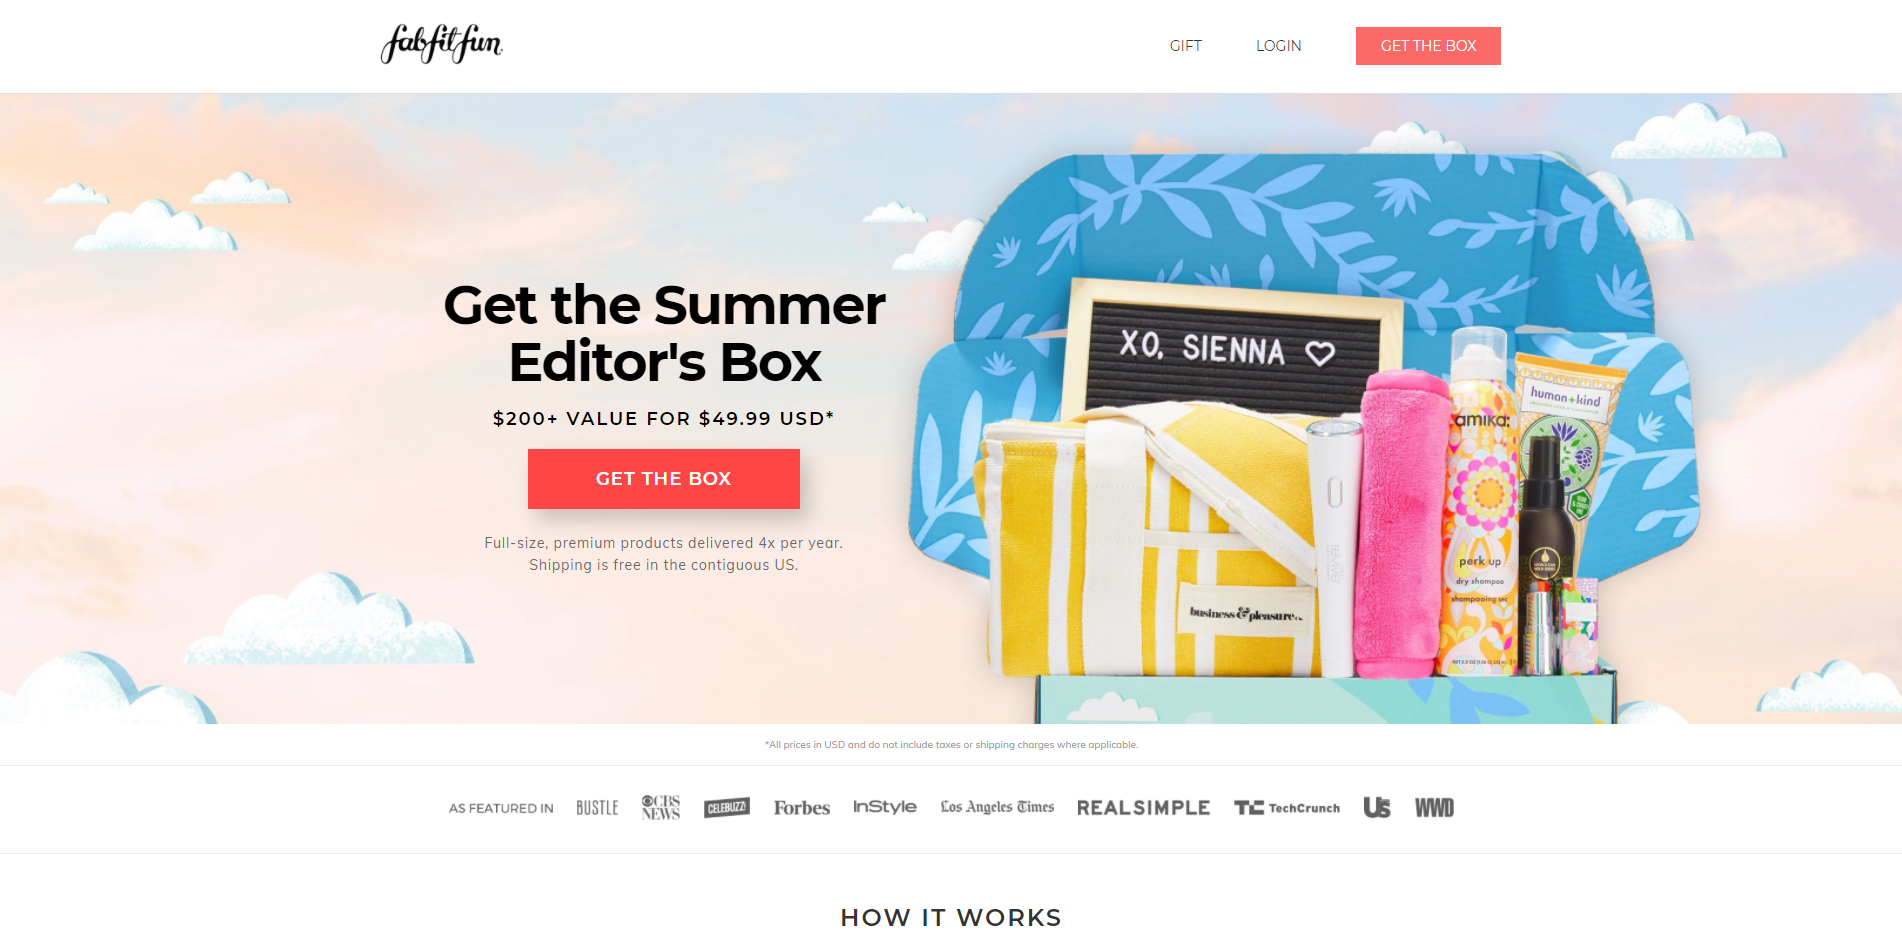 fabfitfun
GIFT
LOGIN
GET THE BOX
Get the Summer
Editor's Box
$200+ VALUE FOR $49.99 USD*
GET THE BOX
Full-size, premium products delivered 4x per year.
Shipping is free in the contiguous US.
XO, SIENNA
business & pleasure co.
amika:
perk up
dry shampoo
shampooing sec
human+kind
*All prices in USD and do not include taxes or shipping charges where applicable.
AS FEATURED IN
BUSTLE
CBS
NEWS
CELEBUZZ!
Forbes
InStyle
Los Angeles Times
REALSIMPLE
TC TechCrunch
Us
WWD
HOW IT WORKS